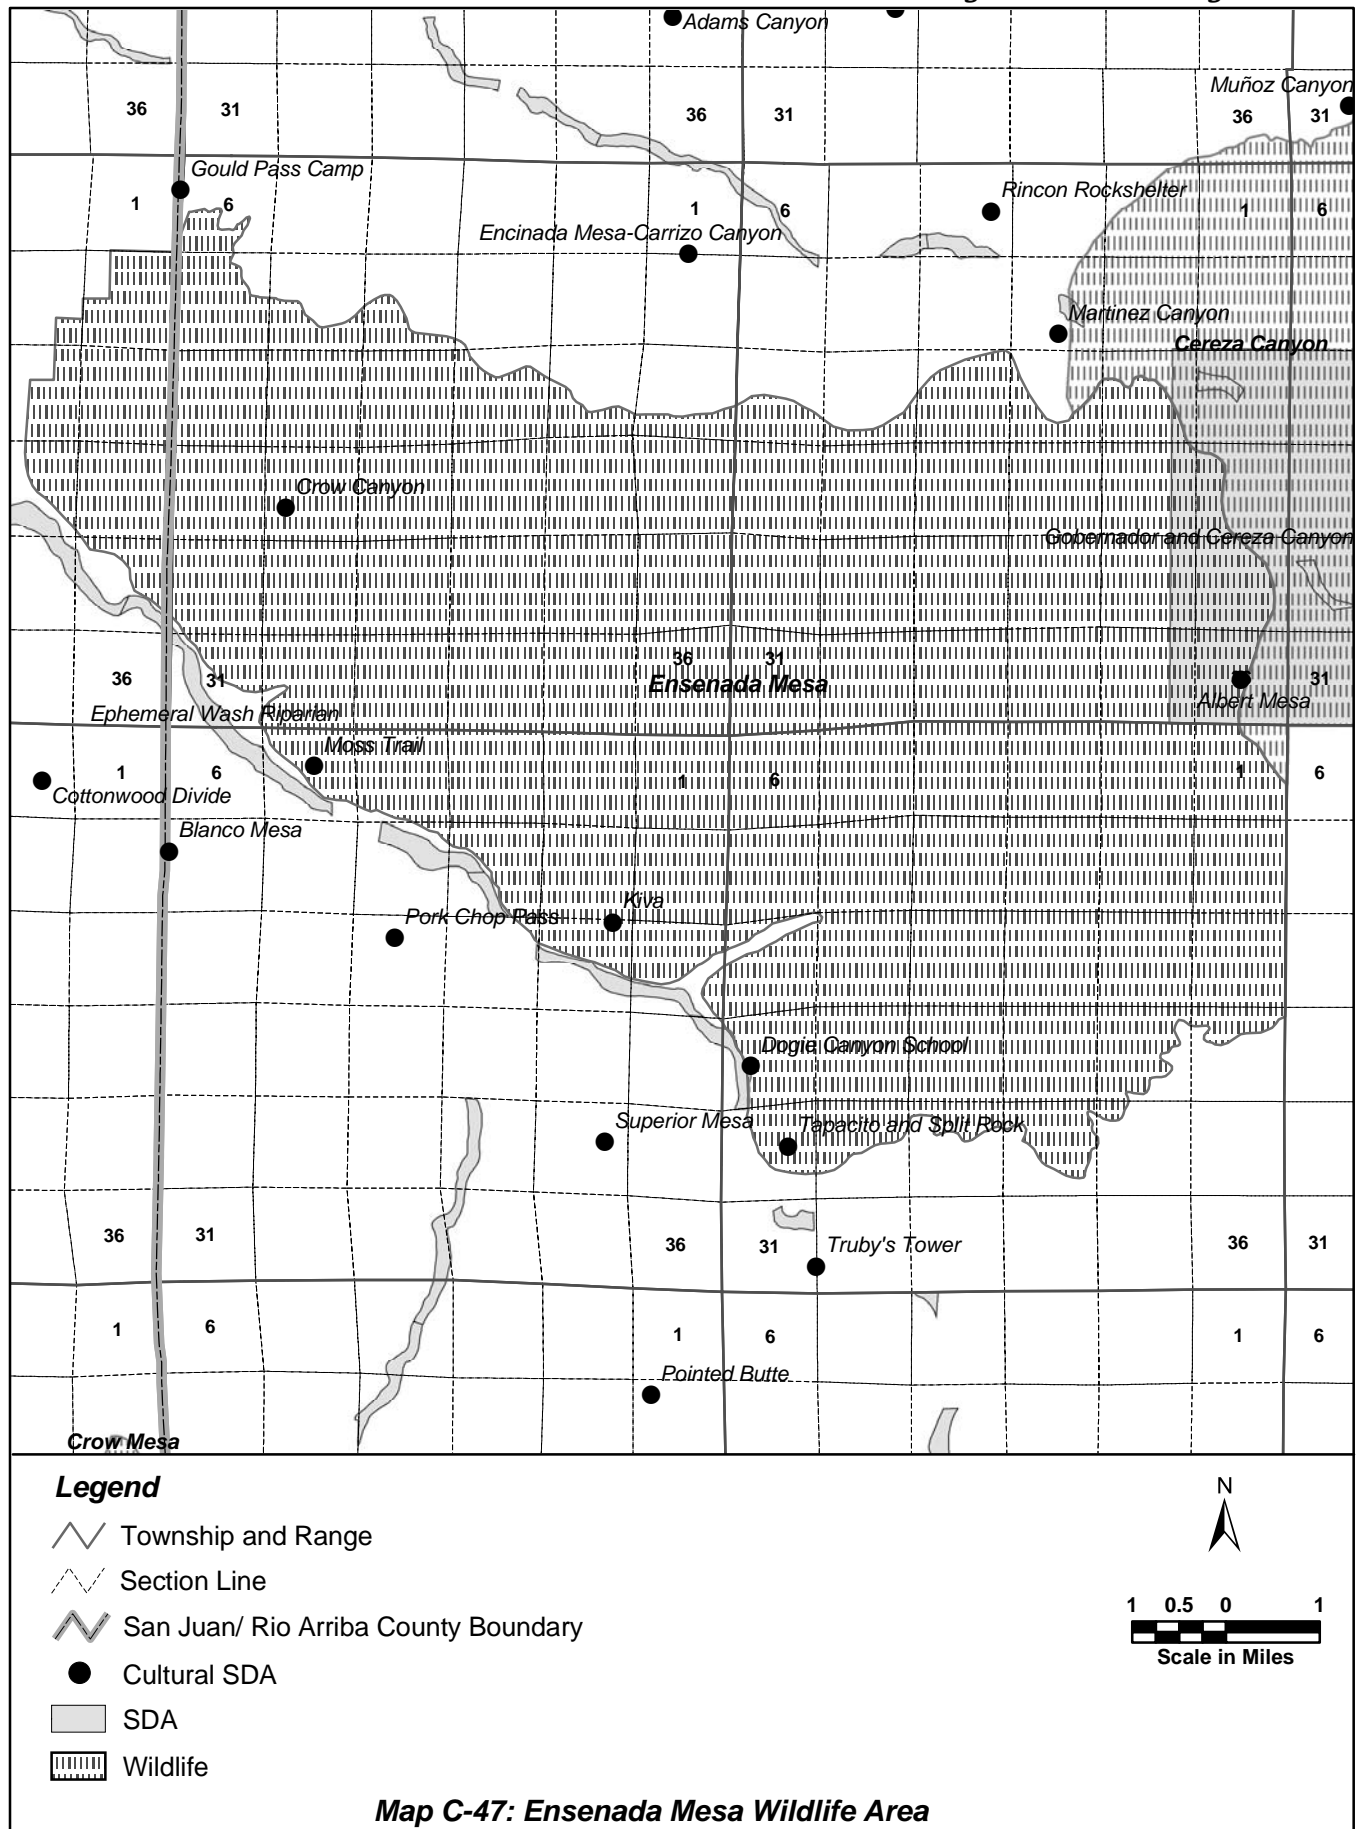 Adams Canyon
Muñoz Canyon
36 31 36 31 36 31
Gould Pass Camp
Rincon Rockshelter
1 6 1 6 1 6
Encinada Mesa-Carrizo Canyon
Martinez Canyon
Cereza Canyon
Crow Canyon
Gobernador and Cereza Canyon
36 31 36 31 31
Ensenada Mesa
Albert Mesa
Ephemeral Wash Riparian
Moss Trail
1 6 1 6 1 6
Cottonwood Divide
Blanco Mesa
Kiva
Pork Chop Pass
Dogie Canyon School
Superior Mesa
Tapacito and Split Rock
36 31 36 31 36 31
Truby's Tower
1 6 1 6 1 6
Pointed Butte
Crow Mesa
Legend
Township and Range
Section Line
San Juan/ Rio Arriba County Boundary
Cultural SDA
SDA
Wildlife
N
1 0.5 0 1
Scale in Miles
Map C-47: Ensenada Mesa Wildlife Area